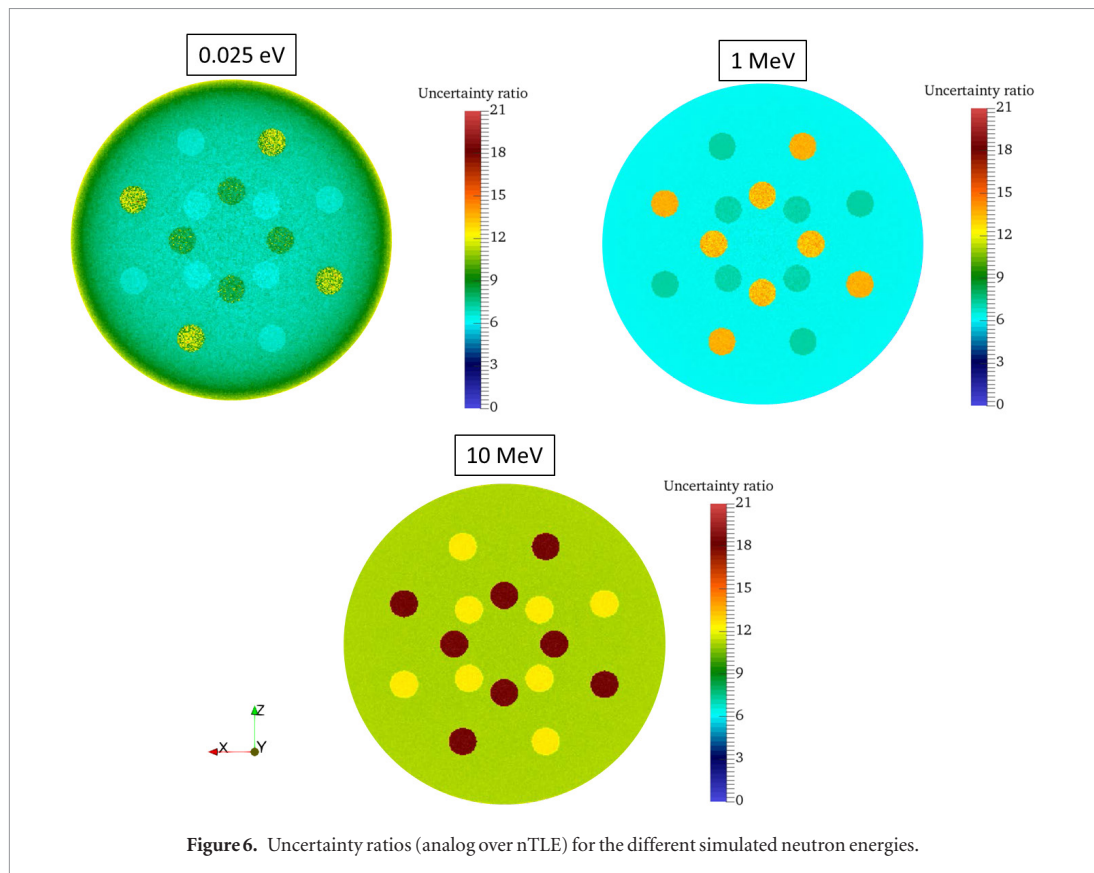 0.025 eV
Uncertainty ratio
21
18
15
12
9
6
3
0
1 MeV
Uncertainty ratio
21
18
15
12
9
6
3
0
10 MeV
Uncertainty ratio
21
18
15
12
9
6
3
0
Z
X
Y
Figure 6. Uncertainty ratios (analog over nTLE) for the different simulated neutron energies.